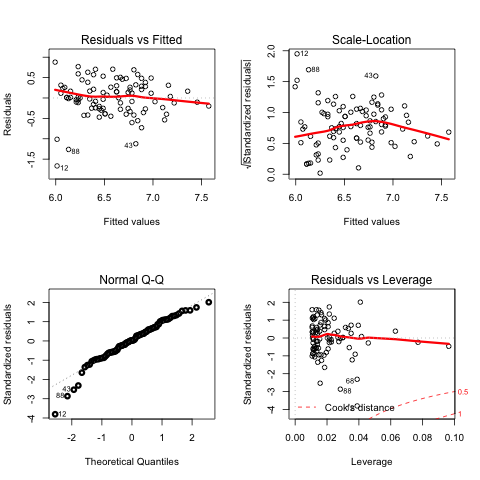 Residuals vs Fitted
Residuals
0.5
-0.5
-1.5
12
88
43
6.0 6.5 7.0 7.5
Fitted values
Scale-Location
√|Standardized residuals|
2.0
1.5
1.0
0.5
0.0
12
88
43
6.0 6.5 7.0 7.5
Fitted values
Normal Q-Q
Standardized residuals
2
1
0
-1
-2
-3
-4
43
88
12
-2 -1 0 1 2
Theoretical Quantiles
Residuals vs Leverage
Standardized residuals
2
1
0
-1
-2
-3
-4
68
88
Cook's distance
0.5
1
0.00 0.02 0.04 0.06 0.08 0.10
Leverage